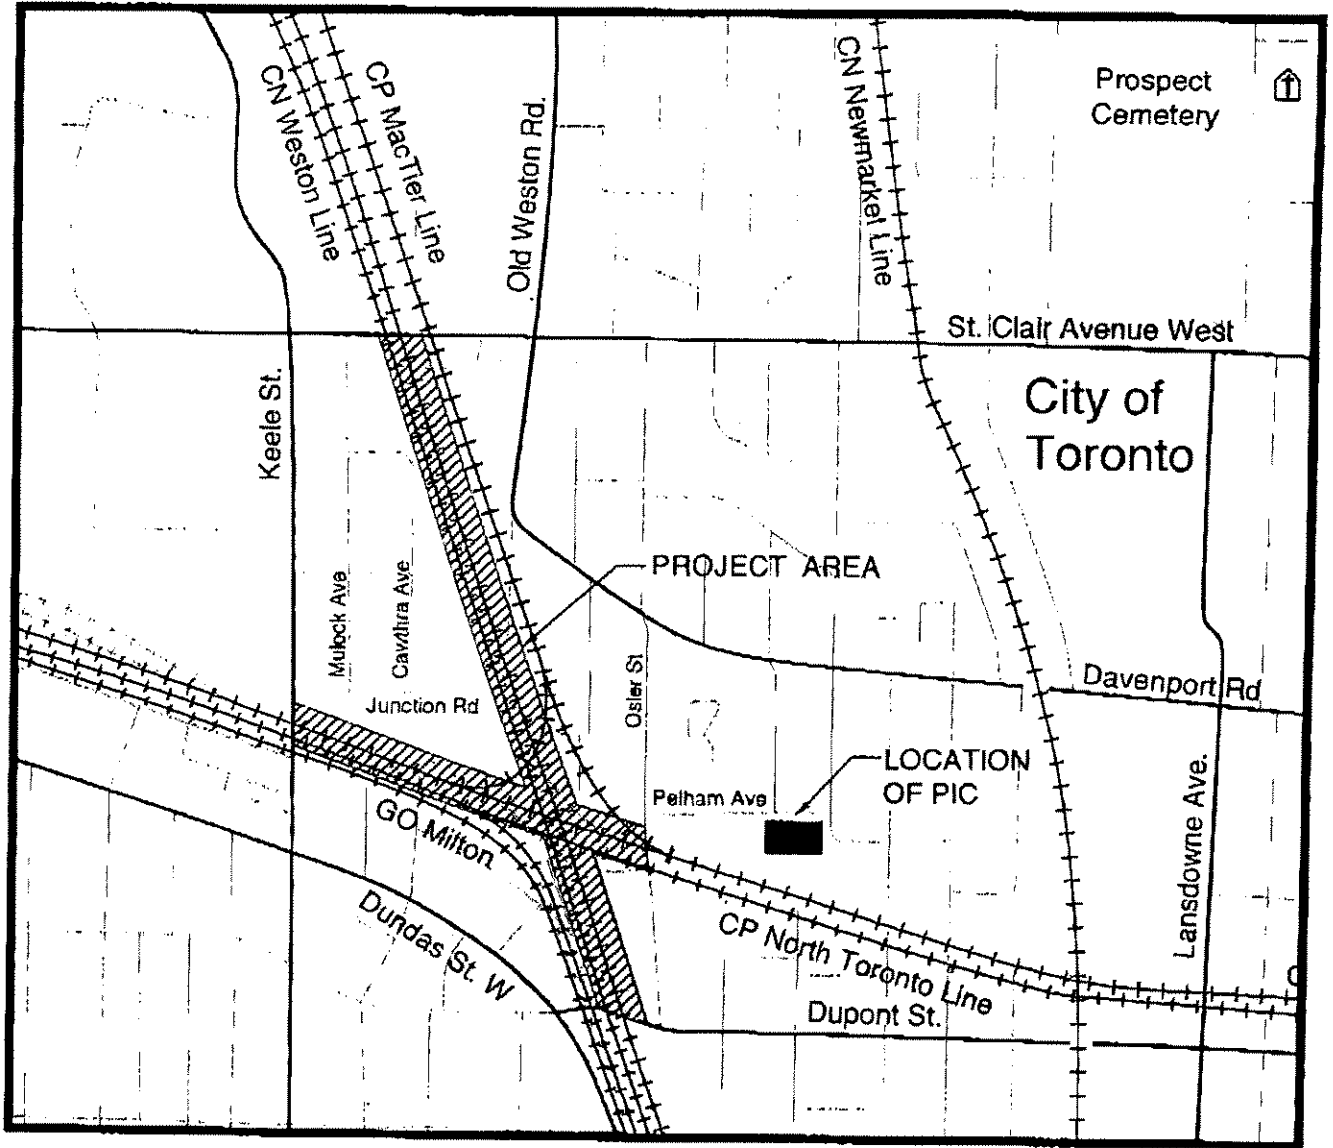 CN Weston Line
CP MacTier Line
Old Weston Rd.
CN Newmarket Line
Prospect
Cemetery
St. Clair Avenue West
City of
Toronto
Keele St.
PROJECT AREA
Mulock Ave
Cawthra Ave
Junction Rd
Osler St
Davenport Rd
LOCATION
OF PIC
Pelham Ave
GO Milton
Lansdowne Ave.
Dundas St. W
CP North Toronto Line
Dupont St.